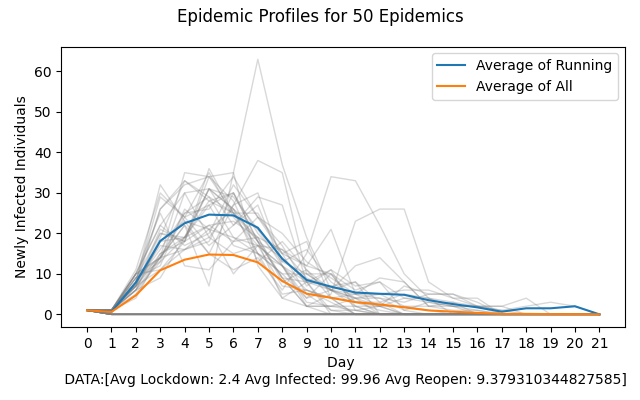 Epidemic Profiles for 50 Epidemics
Average of Running
Average of All
Newly Infected Individuals
60
50
40
30
20
10
0
0 1 2 3 4 5 6 7 8 9 10 11 12 13 14 15 16 17 18 19 20 21
Day
DATA:[Avg Lockdown: 2.4 Avg Infected: 99.96 Avg Reopen: 9.379310344827585]